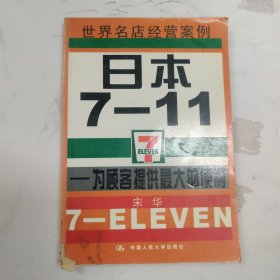 世界名店经营案例
日本
7—11
7
ELEVEN
—为顾客提供最大的便利
宋华
7—ELEVEN
中国人民大学出版社